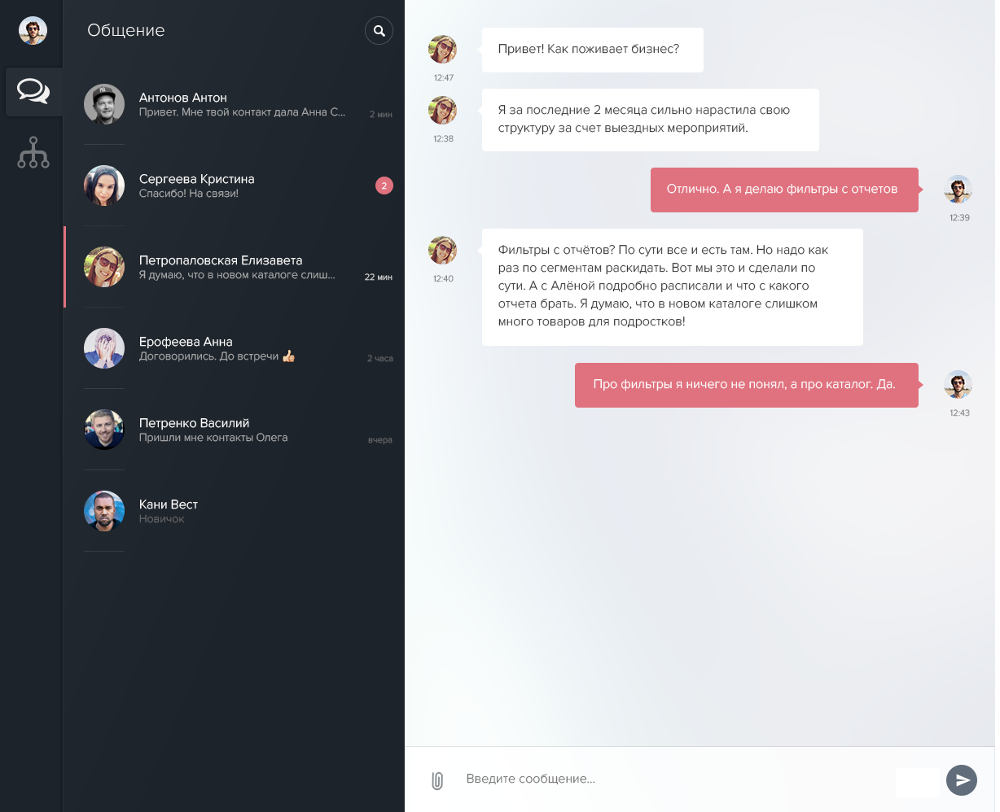 Общение
Антонов Антон
Привет. Мне твой контакт дала Анна С...
2 мин
Сергеева Кристина
Спасибо! На связи!
2
Петропаловская Елизавета
Я думаю, что в новом каталоге слиш...
22 мин
Ерофеева Анна
Договорились. До встречи 👍🏻
2 часа
Петренко Василий
Пришли мне контакты Олега
вчера
Кани Вест
Новичок
Привет! Как поживает бизнес?
12:47
Я за последние 2 месяца сильно нарастила свою
структуру за счет выездных мероприятий.
12:38
Отлично. А я делаю фильтры с отчетов
12:39
Фильтры с отчётов? По сути все и есть там. Но надо как
раз по сегментам раскидать. Вот мы это и сделали по
сути. А с Алёной подробно расписали и что с какого
отчета брать. Я думаю, что в новом каталоге слишком
много товаров для подростков!
12:40
Про фильтры я ничего не понял, а про каталог. Да.
12:43
Введите сообщение...